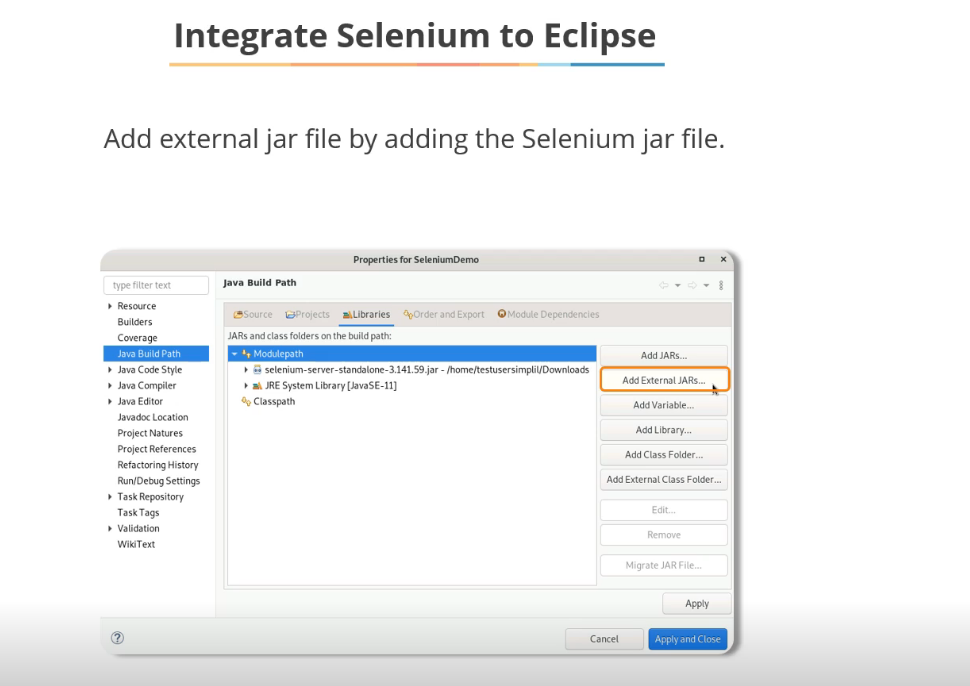 Integrate Selenium to Eclipse
Add external jar file by adding the Selenium jar file.
Properties for SeleniumDemo
type filter text
Resource
Builders
Coverage
Java Build Path
Java Code Style
Java Compiler
Java Editor
Javadoc Location
Project Natures
Project References
Refactoring History
Run/Debug Settings
Task Repository
Task Tags
Validation
WikiText
Java Build Path
Source Projects Libraries Order and Export Module Dependencies
JARs and class folders on the build path:
Modulepath
selenium-server-standalone-3.141.59.jar - /home/testusersimplil/Downloads
JRE System Library [JavaSE-11]
Classpath
Add JARs...
Add External JARs...
Add Variable...
Add Library...
Add Class Folder...
Add External Class Folder...
Edit...
Remove
Migrate JAR File...
Apply
?
Cancel
Apply and Close